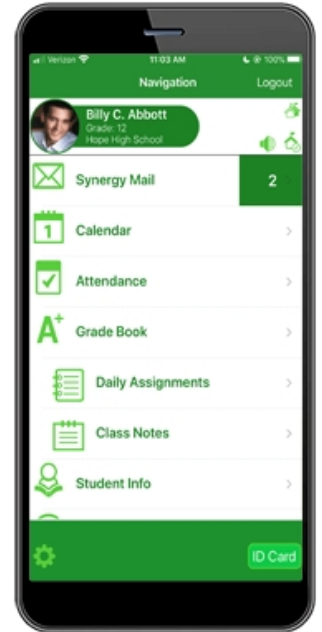 Verizon 11:03 AM 100%
Navigation Logout
Billy C. Abbott
Grade: 12
Hope High School
Synergy Mail 2
1 Calendar
Attendance
A+ Grade Book
Daily Assignments
Class Notes
Student Info
ID Card